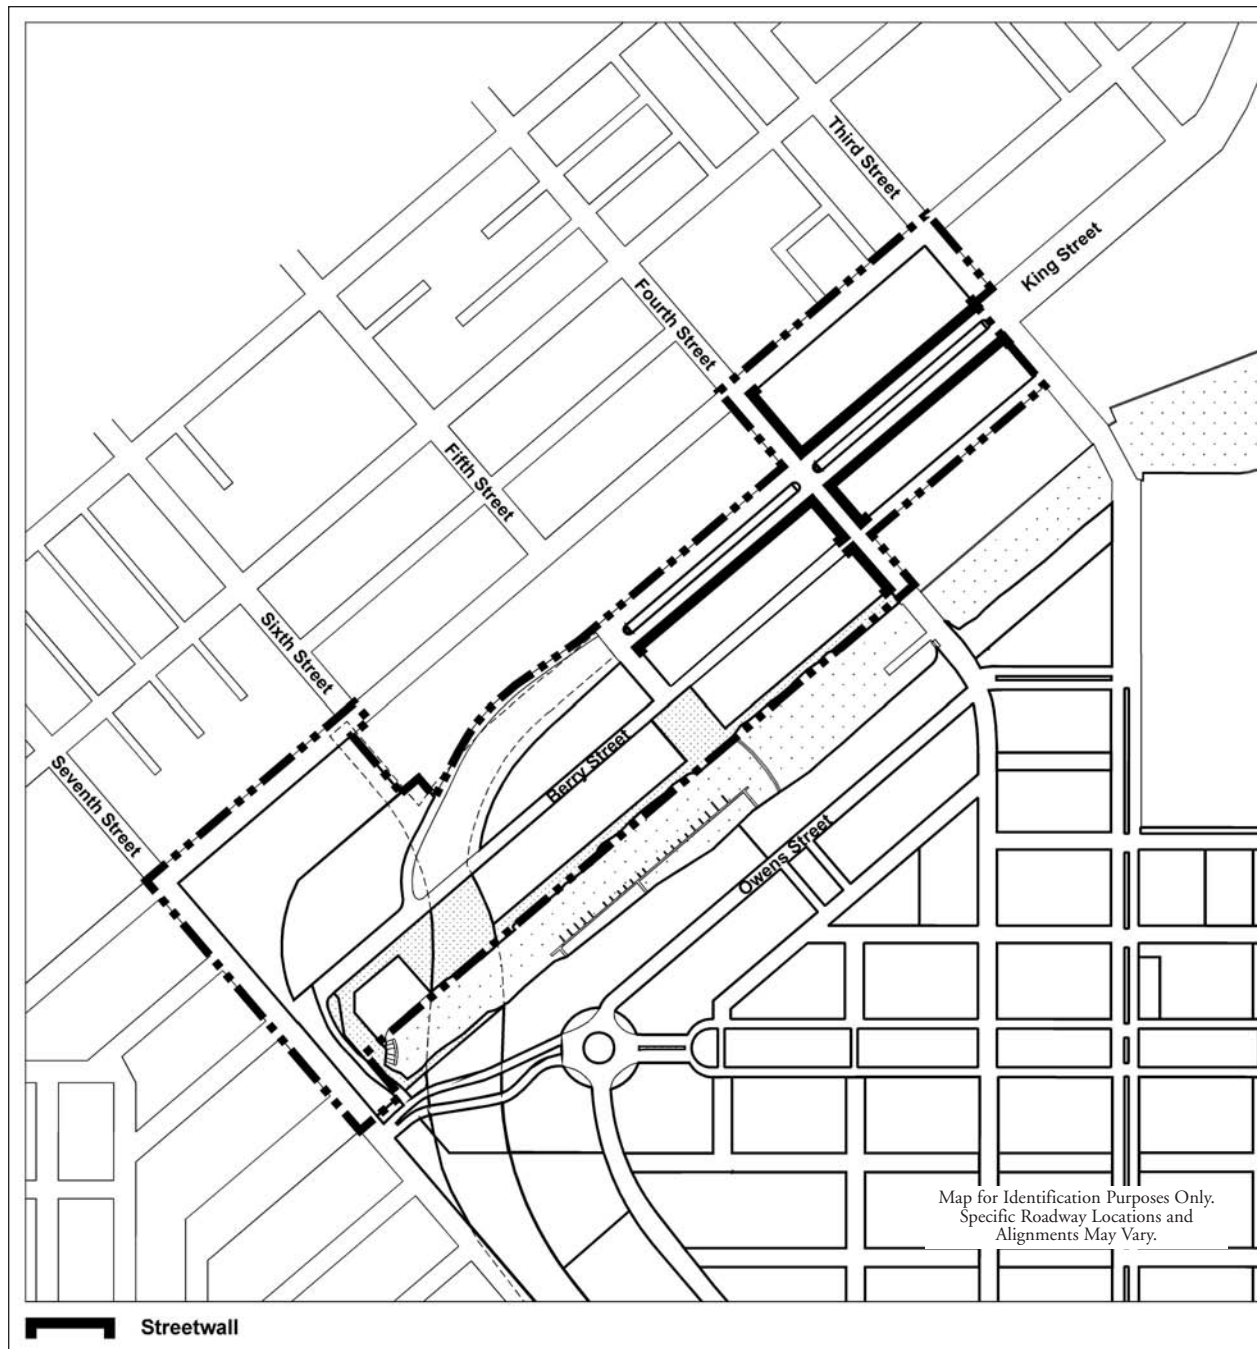 Third Street
King Street
Fourth Street
Fifth Street
Sixth Street
Seventh Street
Berry Street
Owens Street
Map for Identification Purposes Only.
Specific Roadway Locations and
Alignments May Vary.
Streetwall